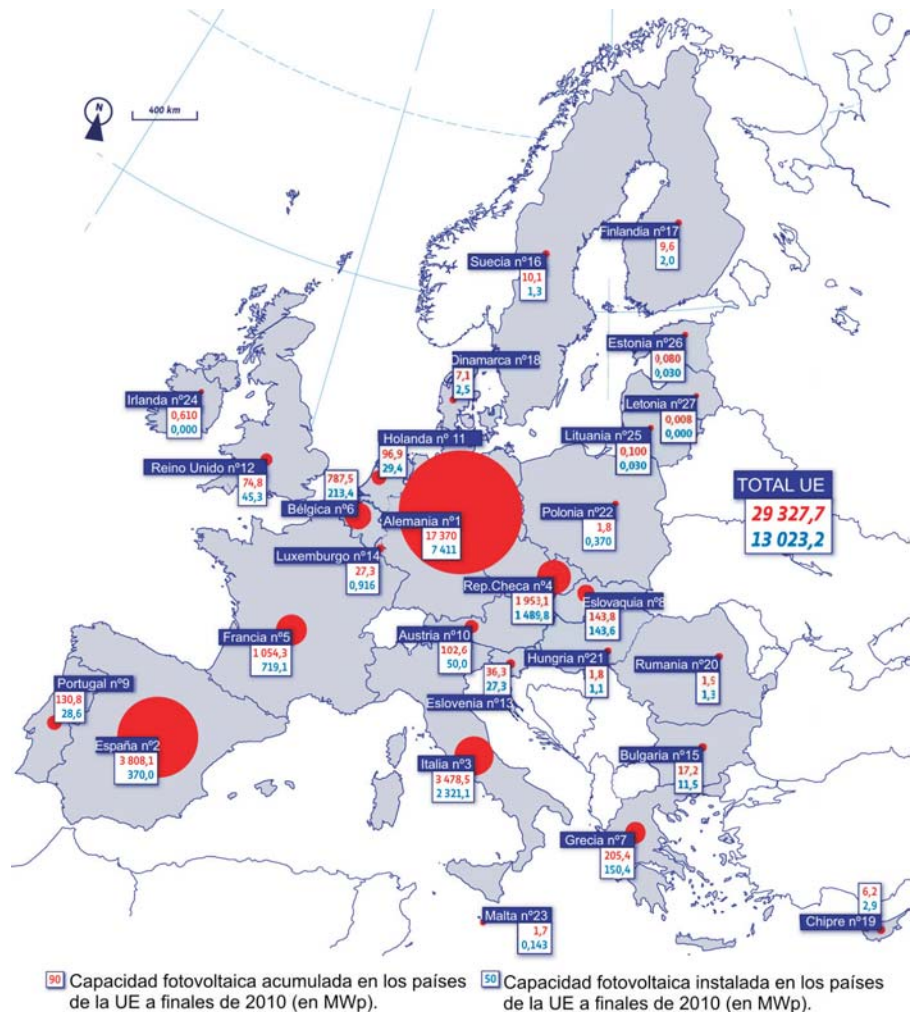 N
400 km
Finlandia nº17
9,6
2,0
Suecia nº16
10,1
1,3
Estonia nº26
0,080
0,030
Dinamarca nº18
7,1
2,5
Irlanda nº24
0,610
0,000
Letonia nº27
0,008
0,000
Lituania nº25
0,100
0,030
Holanda nº 11
96,9
29,4
Reino Unido nº12
74,8
45,3
787,5
213,4
Bélgica nº6
TOTAL UE
29 327,7
13 023,2
Alemania nº1
17 370
7 411
Polonia nº22
1,8
0,370
Luxemburgo nº14
27,3
0,916
Rep.Checa nº4
1 953,1
1 489,8
Eslovaquia nº8
143,8
143,6
Francia nº5
1 054,3
719,1
Austria nº10
102,6
50,0
Hungria nº21
1,8
1,1
Rumania nº20
1,9
1,3
36,3
27,3
Eslovenia nº13
Portugal nº9
130,8
28,6
España nº2
3 808,1
370,0
Italia nº3
3 478,5
2 321,1
Bulgaria nº15
17,2
11,5
Grecia nº7
205,4
150,4
6,2
2,9
Chipre nº19
Malta nº23
1,7
0,143
90 Capacidad fotovoltaica acumulada en los países
de la UE a finales de 2010 (en MWp).
50 Capacidad fotovoltaica instalada en los países
de la UE a finales de 2010 (en MWp).